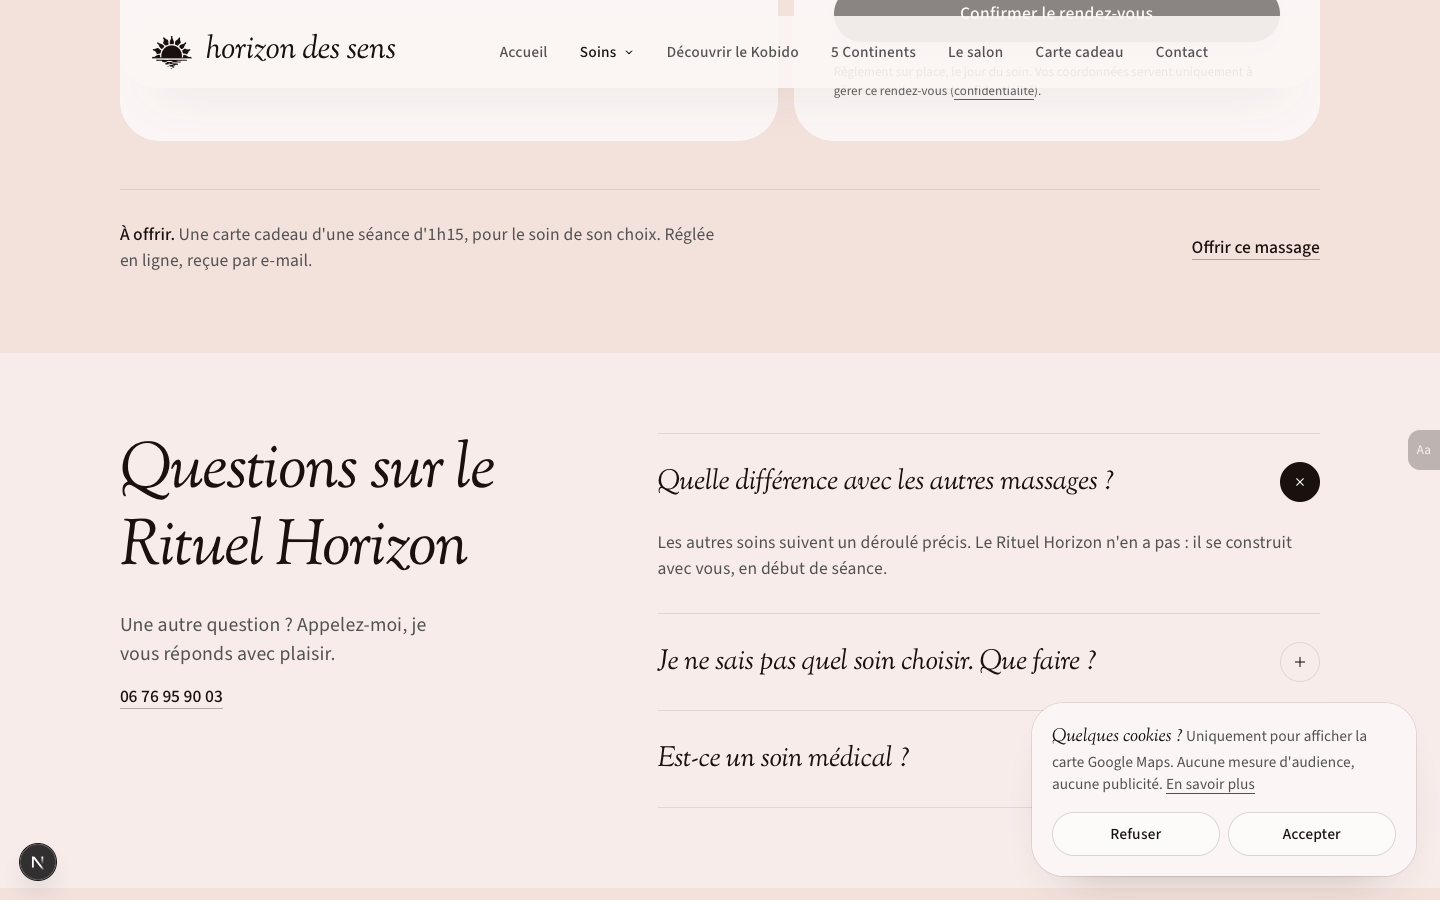 Confirmer le rendez-vous
horizon des sens
Accueil
Soins
Découvrir le Kobido
5 Continents
Le salon
Carte cadeau
Contact
Règlement sur place, le jour du soin. Vos coordonnées servent uniquement à
gérer ce rendez-vous (confidentialité).
À offrir. Une carte cadeau d'une séance d'1h15, pour le soin de son choix. Réglée
en ligne, reçue par e-mail.
Offrir ce massage
Questions sur le
Rituel Horizon
Une autre question ? Appelez-moi, je
vous réponds avec plaisir.
06 76 95 90 03
Quelle différence avec les autres massages ?
Les autres soins suivent un déroulé précis. Le Rituel Horizon n'en a pas : il se construit
avec vous, en début de séance.
Je ne sais pas quel soin choisir. Que faire ?
Est-ce un soin médical ?
Aa
Quelques cookies ? Uniquement pour afficher la
carte Google Maps. Aucune mesure d'audience,
aucune publicité. En savoir plus
Refuser
Accepter
N